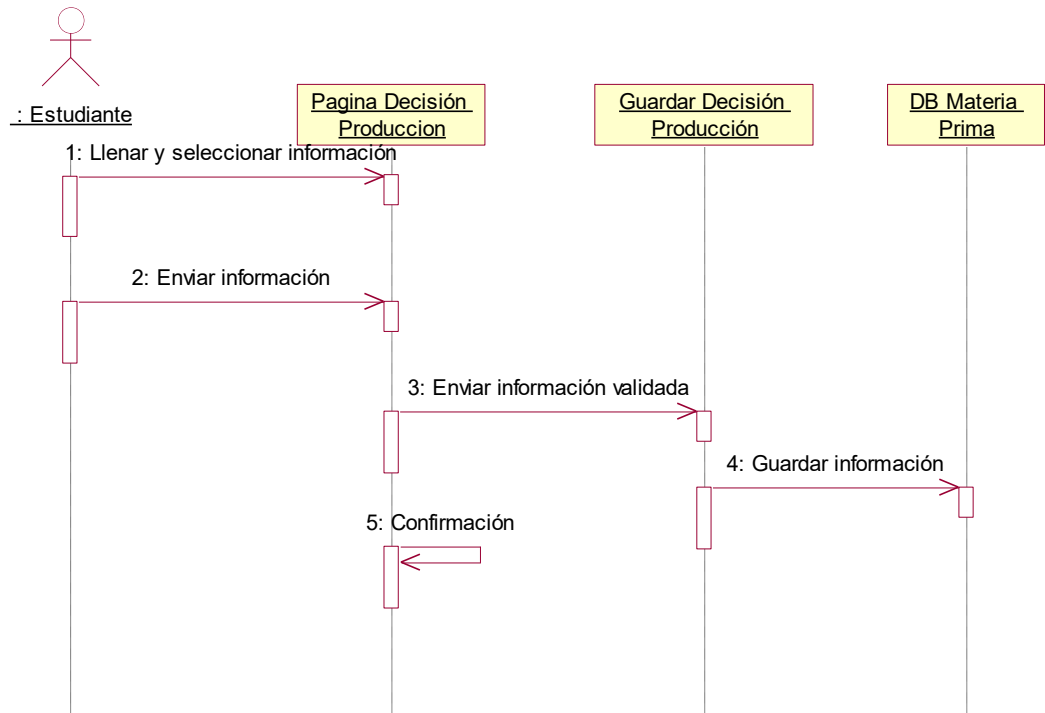 : Estudiante
Pagina Decisión
Produccion
Guardar Decisión
Producción
DB Materia
Prima
1: Llenar y seleccionar información
2: Enviar información
3: Enviar información validada
4: Guardar información
5: Confirmación